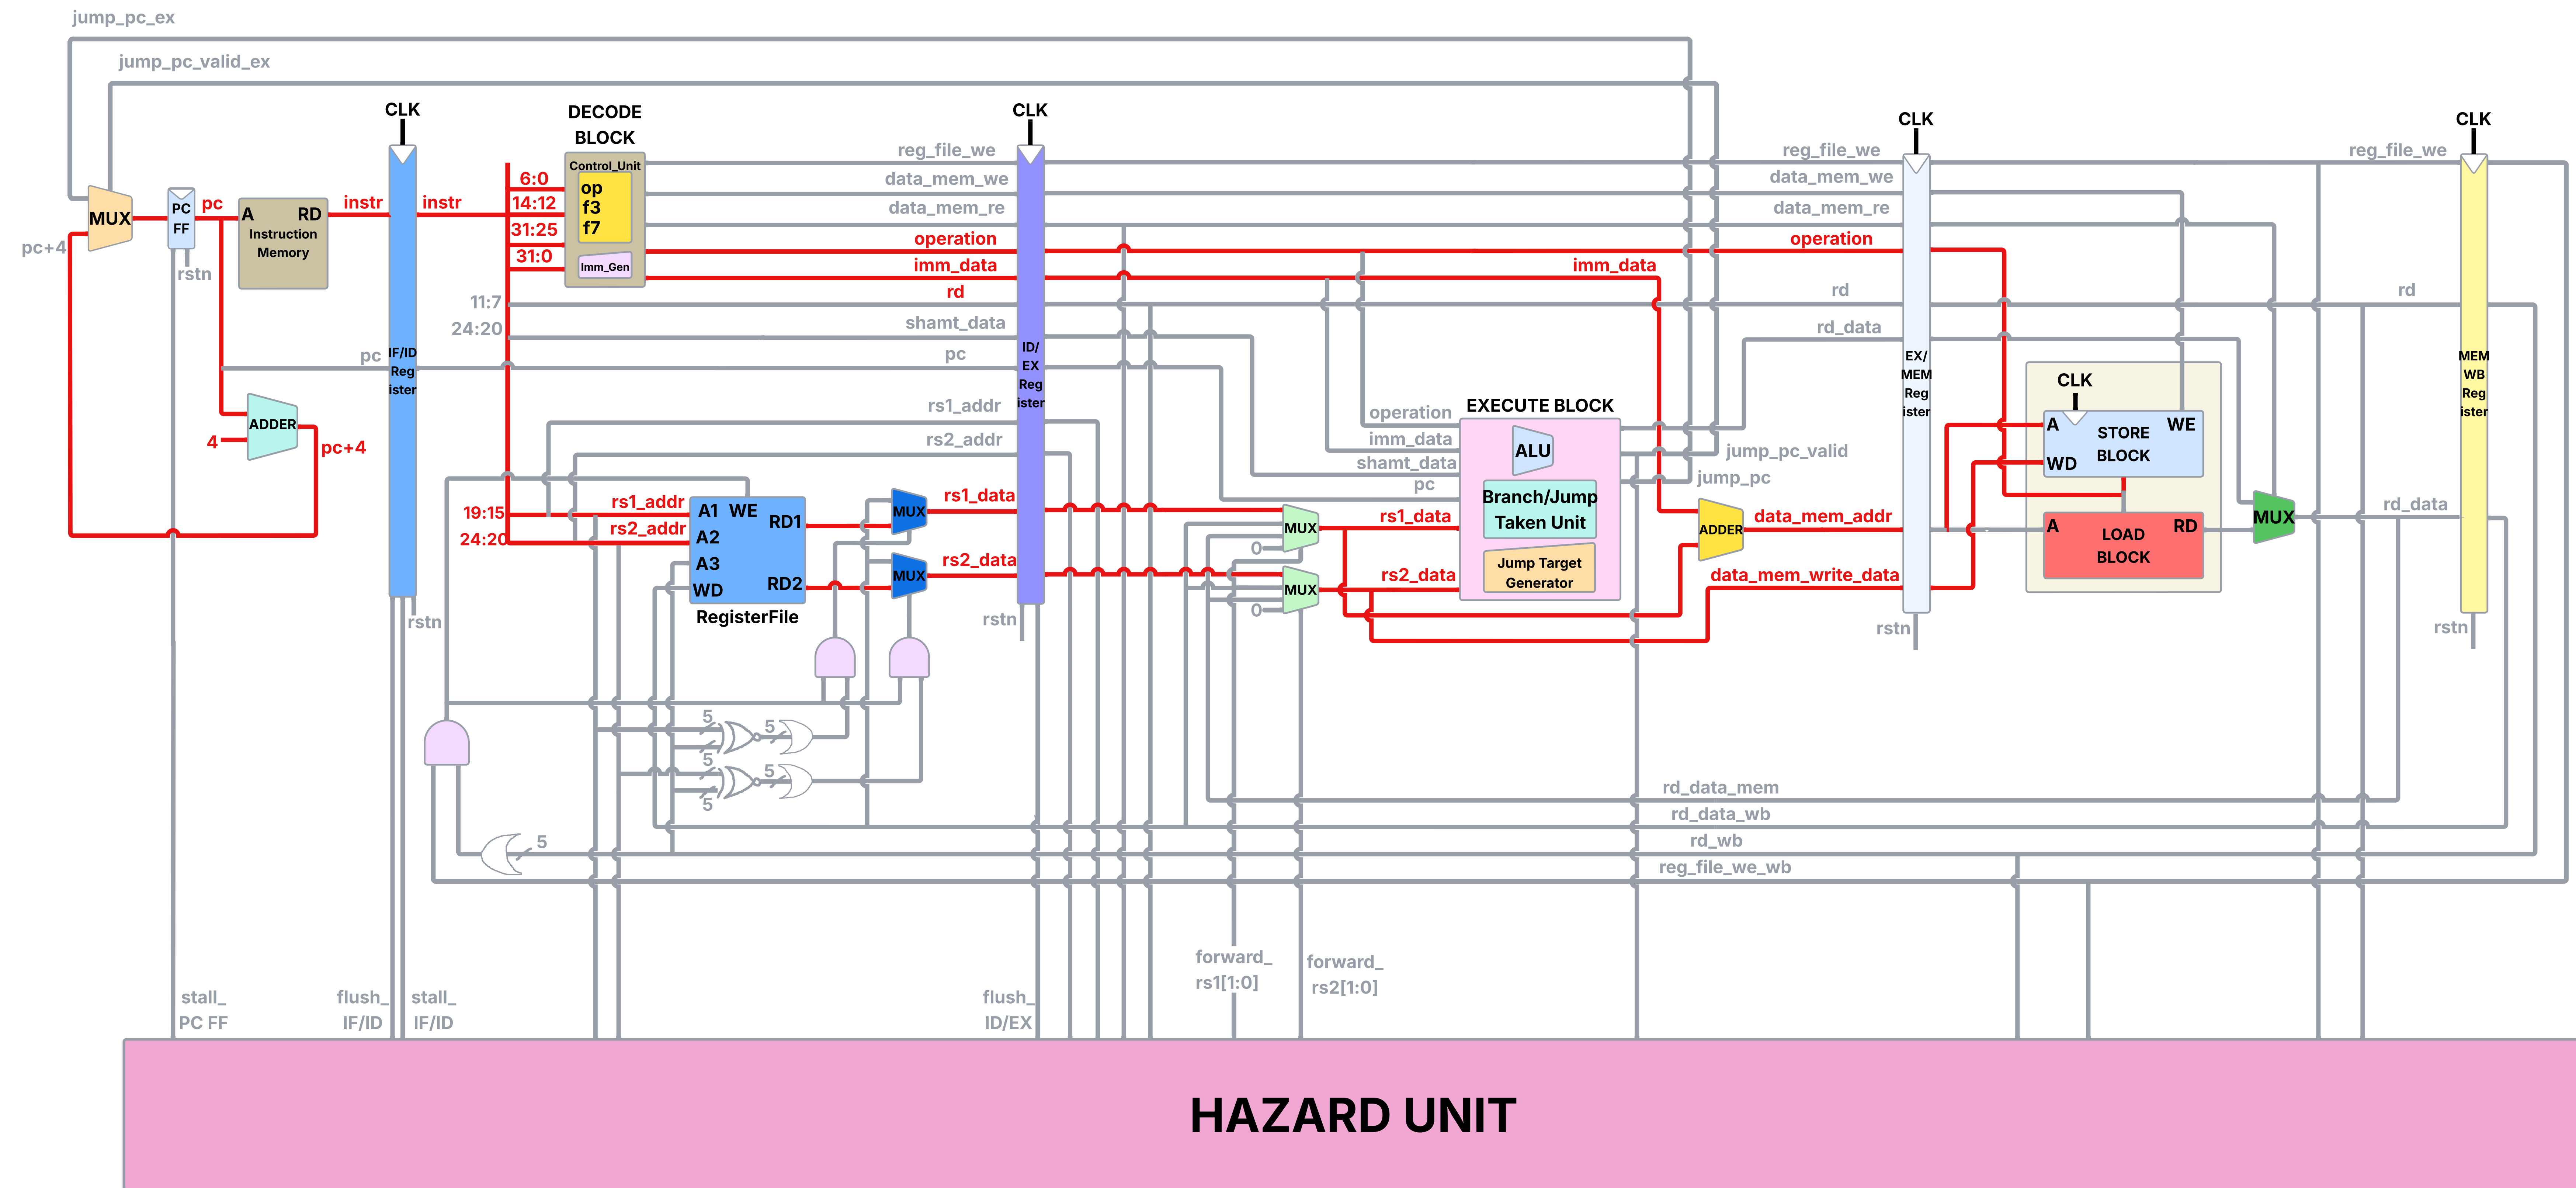 jump_pc_ex
jump_pc_valid_ex
CLK
DECODE
BLOCK
CLK
CLK
CLK
Control_Unit
op
f3
f7
Imm_Gen
6:0
14:12
31:25
31:0
11:7
24:20
reg_file_we
data_mem_we
data_mem_re
operation
imm_data
rd
shamt_data
pc
rs1_addr
rs2_addr
reg_file_we
data_mem_we
data_mem_re
operation
imm_data
rd
rd_data
reg_file_we
rd
MUX
pc+4
PC
FF
rstn
pc
A
RD
Instruction
Memory
instr
instr
pc
4
ADDER
pc+4
IF/ID
Reg
ister
rstn
ID/
EX
Reg
ister
rstn
EX/
MEM
Reg
ister
rstn
MEM
WB
Reg
ister
rstn
19:15
24:20
rs1_addr
rs2_addr
A1
WE
RD1
A2
A3
WD
RD2
RegisterFile
MUX
MUX
rs1_data
rs2_data
MUX
0
MUX
0
rs1_data
rs2_data
EXECUTE BLOCK
operation
imm_data
shamt_data
pc
ALU
Branch/Jump
Taken Unit
Jump Target
Generator
jump_pc_valid
jump_pc
ADDER
data_mem_addr
data_mem_write_data
CLK
A
WE
STORE
BLOCK
WD
A
RD
LOAD
BLOCK
MUX
rd_data
5
5
5
5
5
5
rd_data_mem
rd_data_wb
rd_wb
reg_file_we_wb
stall_
PC FF
flush_
IF/ID
stall_
IF/ID
flush_
ID/EX
forward_
rs1[1:0]
forward_
rs2[1:0]
HAZARD UNIT